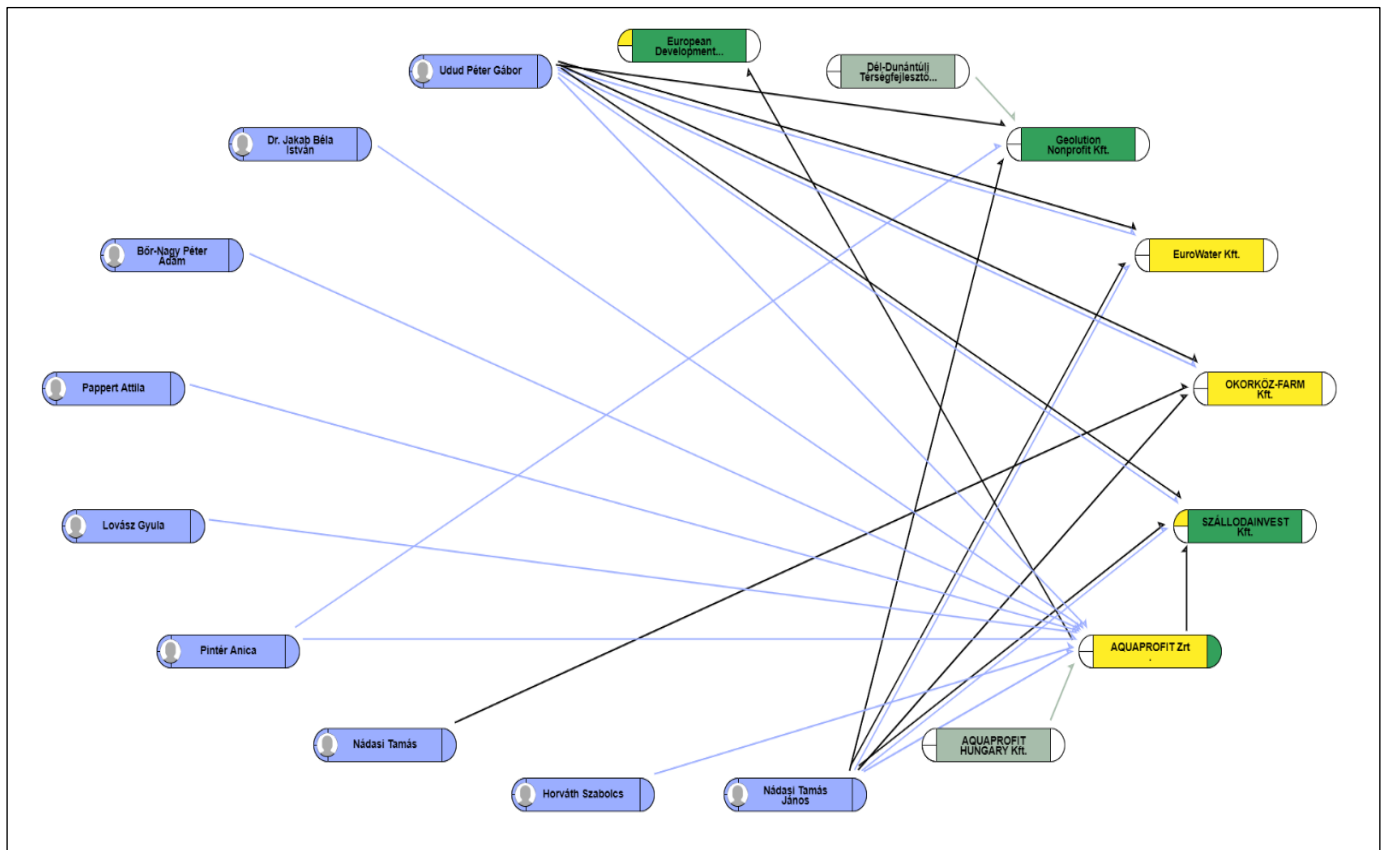 European
Development...
Udud Péter Gábor
Dél-Dunántúli
Térségfejlesztő...
Dr. Jakab Béla
István
Geolution
Nonprofit Kft.
Bőr-Nagy Péter
Ádám
EuroWater Kft.
Pappert Attila
OKORKÖZ-FARM
Kft.
Lovász Gyula
SZÁLLODAINVEST
Kft.
Pintér Anica
AQUAPROFIT Zrt
.
Nádasi Tamás
AQUAPROFIT
HUNGARY Kft.
Horváth Szabolcs
Nádasi Tamás
János